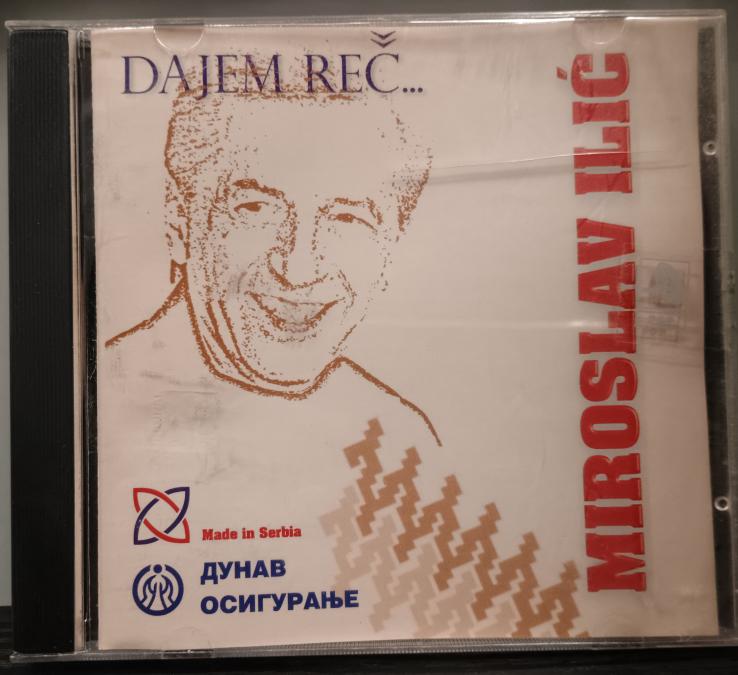 DAJEM REČ...
MIROSLAV ILIĆ
Made in Serbia
ДУНАВ
ОСИГУРАЊЕ